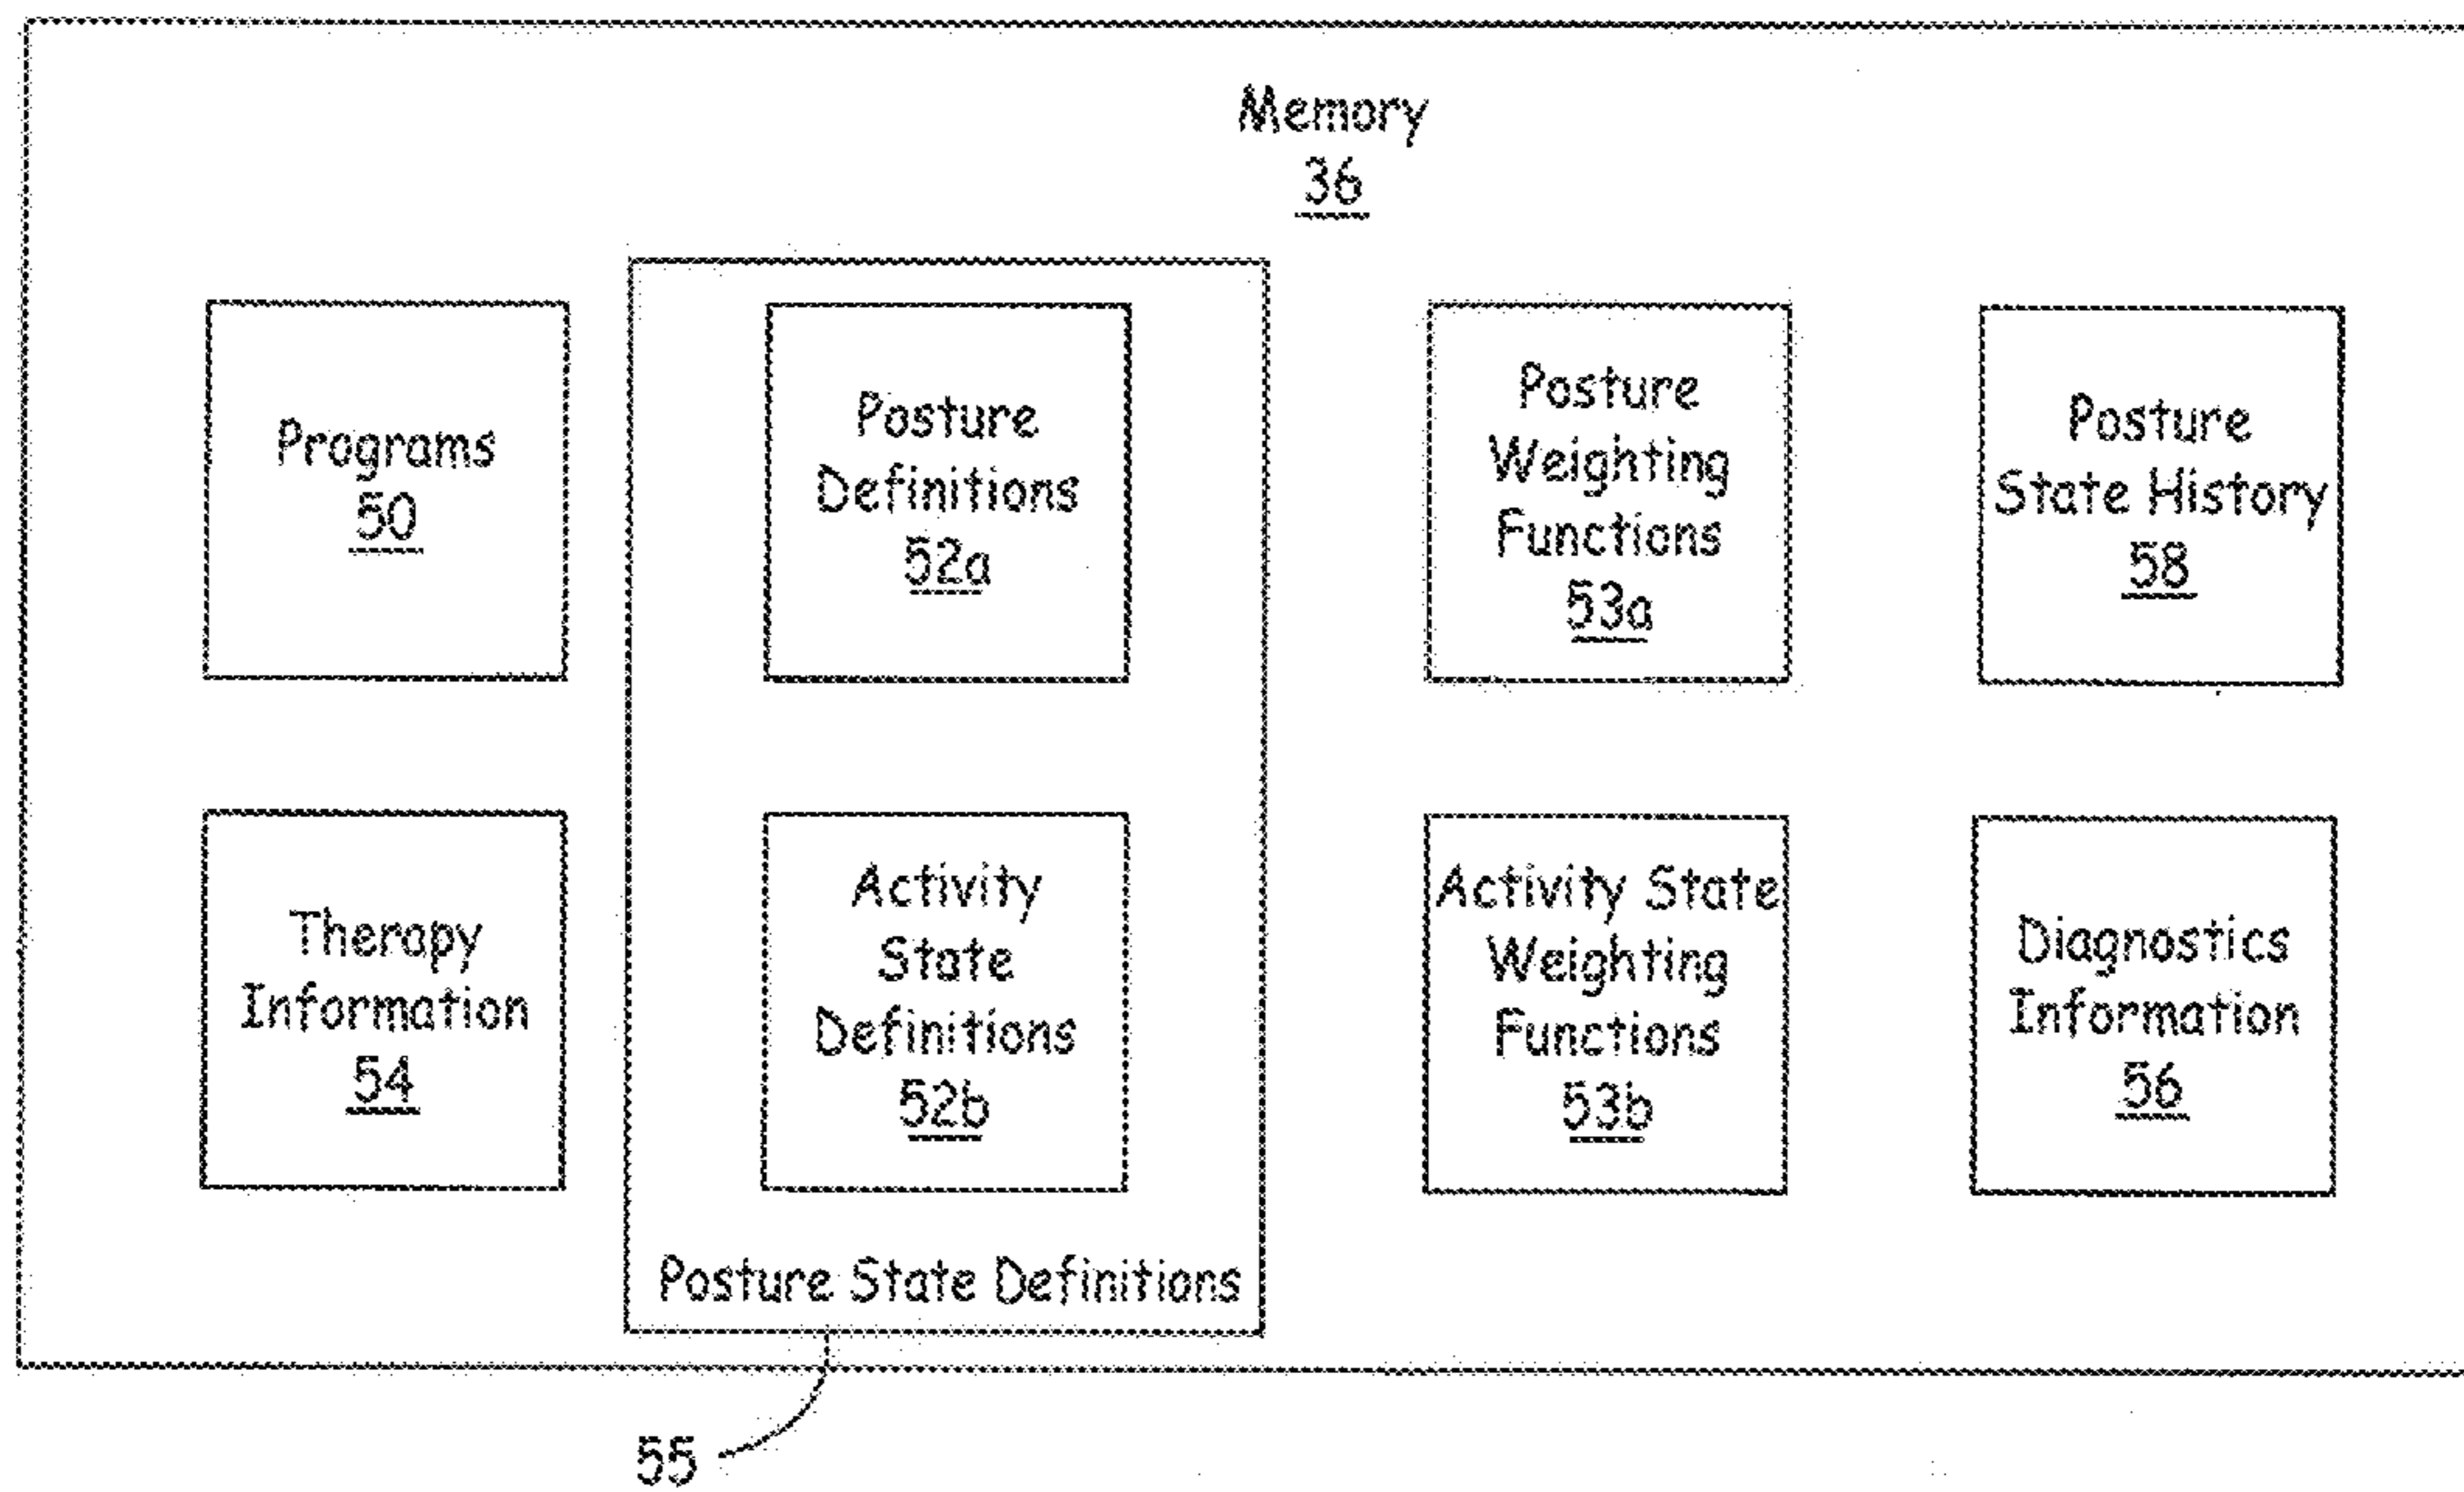 Memory
36
Programs
50
Posture
Definitions
52a
Posture
Weighting
Functions
53a
Posture
State History
58
Therapy
Information
54
Activity
State
Definitions
52b
Activity State
Weighting
Functions
53b
Diagnostics
Information
56
Posture State Definitions
55